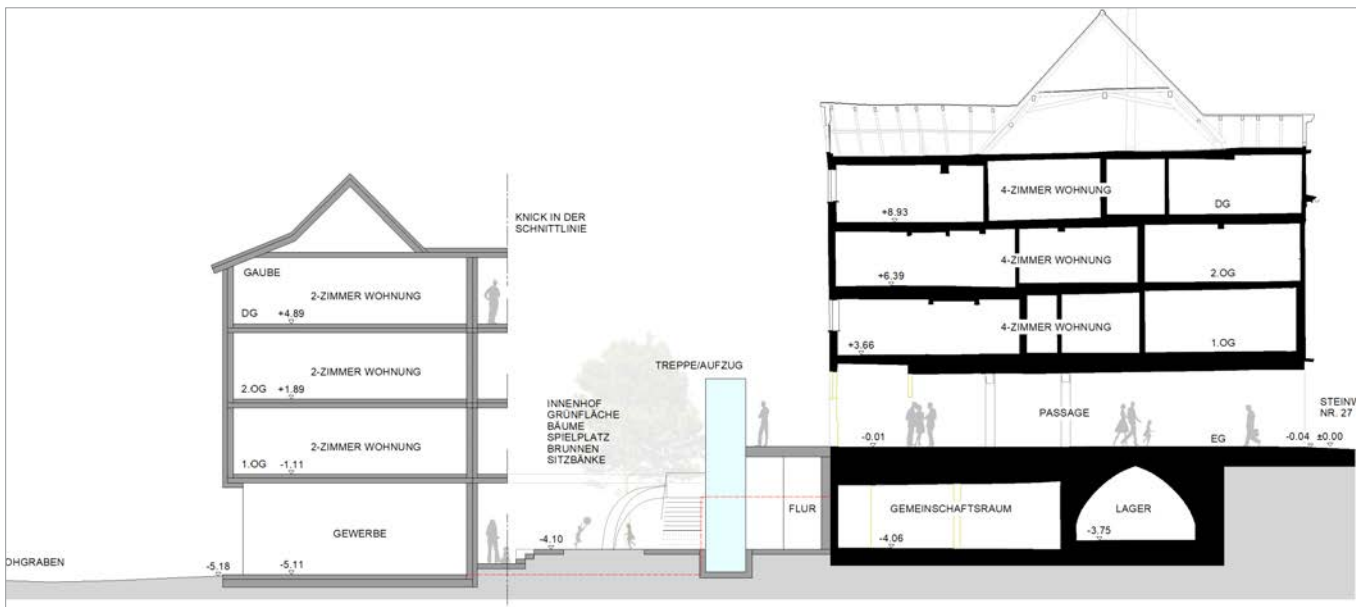 KNICK IN DER
SCHNITTLINIE
GAUBE
2-ZIMMER WOHNUNG
DG +4.89
2-ZIMMER WOHNUNG
2.OG +1.89
2-ZIMMER WOHNUNG
1.OG -1.11
GEWERBE
OHGRABEN
-5.18
-5.11
INNENHOF
GRÜNFLÄCHE
BÄUME
SPIELPLATZ
BRUNNEN
SITZBÄNKE
-4.10
TREPPE/AUFZUG
FLUR
4-ZIMMER WOHNUNG
+8.93
DG
4-ZIMMER WOHNUNG
+6.39
2.OG
4-ZIMMER WOHNUNG
+3.66
1.OG
PASSAGE
-0.01
EG
STEINW
NR. 27
-0.04 ±0.00
GEMEINSCHAFTSRAUM
-4.06
LAGER
-3.75